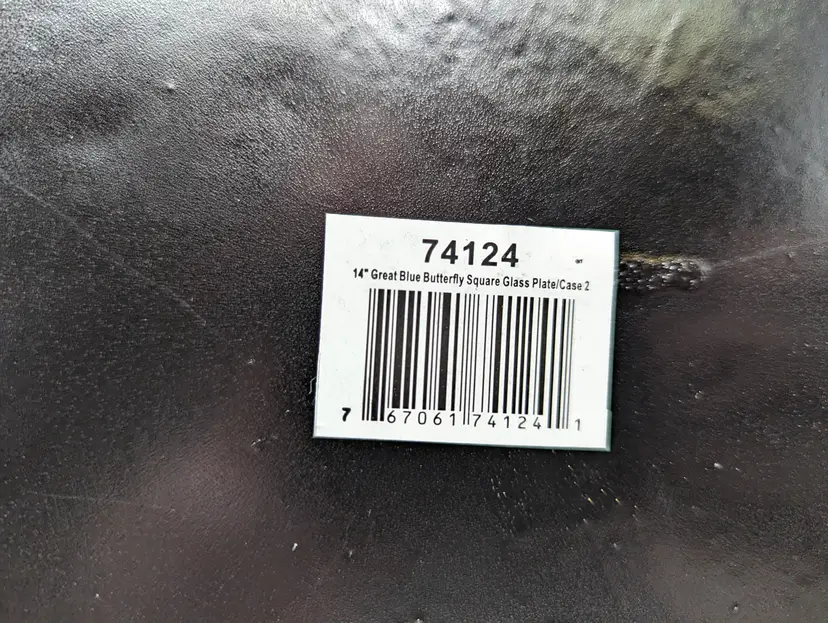 74124
14" Great Blue Butterfly Square Glass Plate/Case 2
7 67061 74124 1